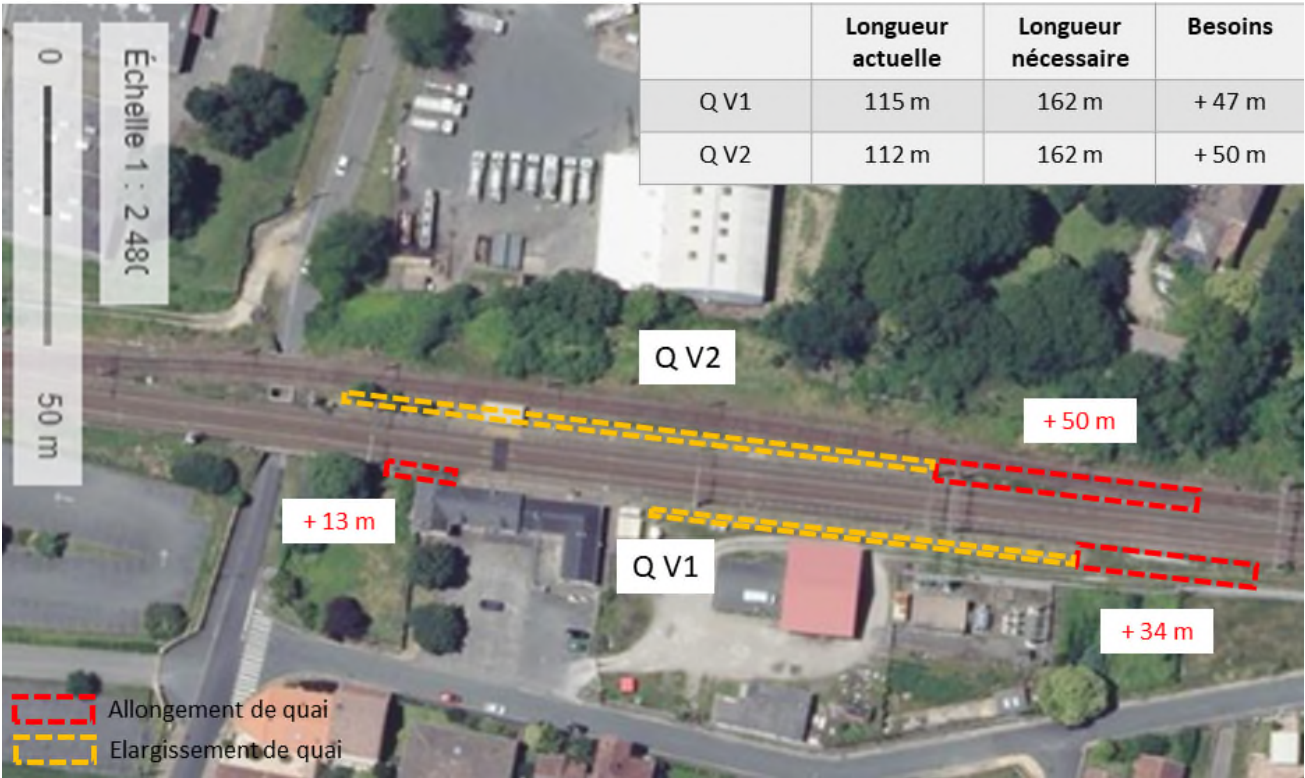 Échelle 1 : 2 480
0
50 m
Longueur actuelle
Longueur nécessaire
Besoins
Q V1
115 m
162 m
+ 47 m
Q V2
112 m
162 m
+ 50 m
Q V2
+ 50 m
+ 13 m
Q V1
+ 34 m
Allongement de quai
Elargissement de quai